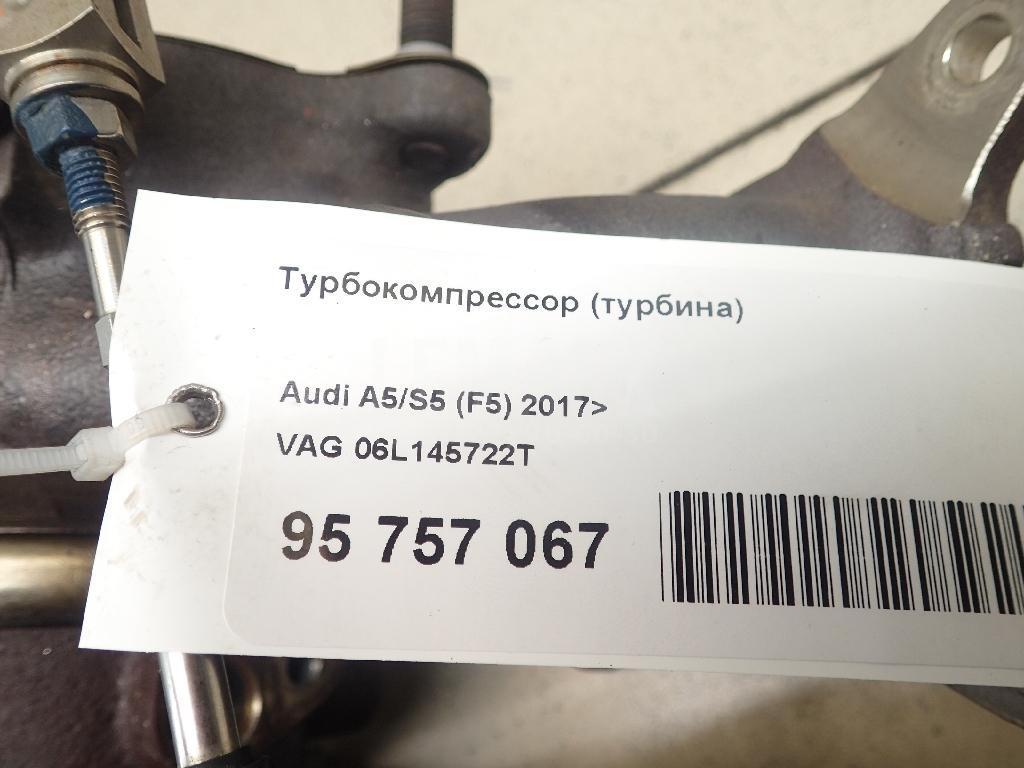 Турбокомпрессор (турбина)
Audi A5/S5 (F5) 2017>
VAG 06L145722T
95 757 067